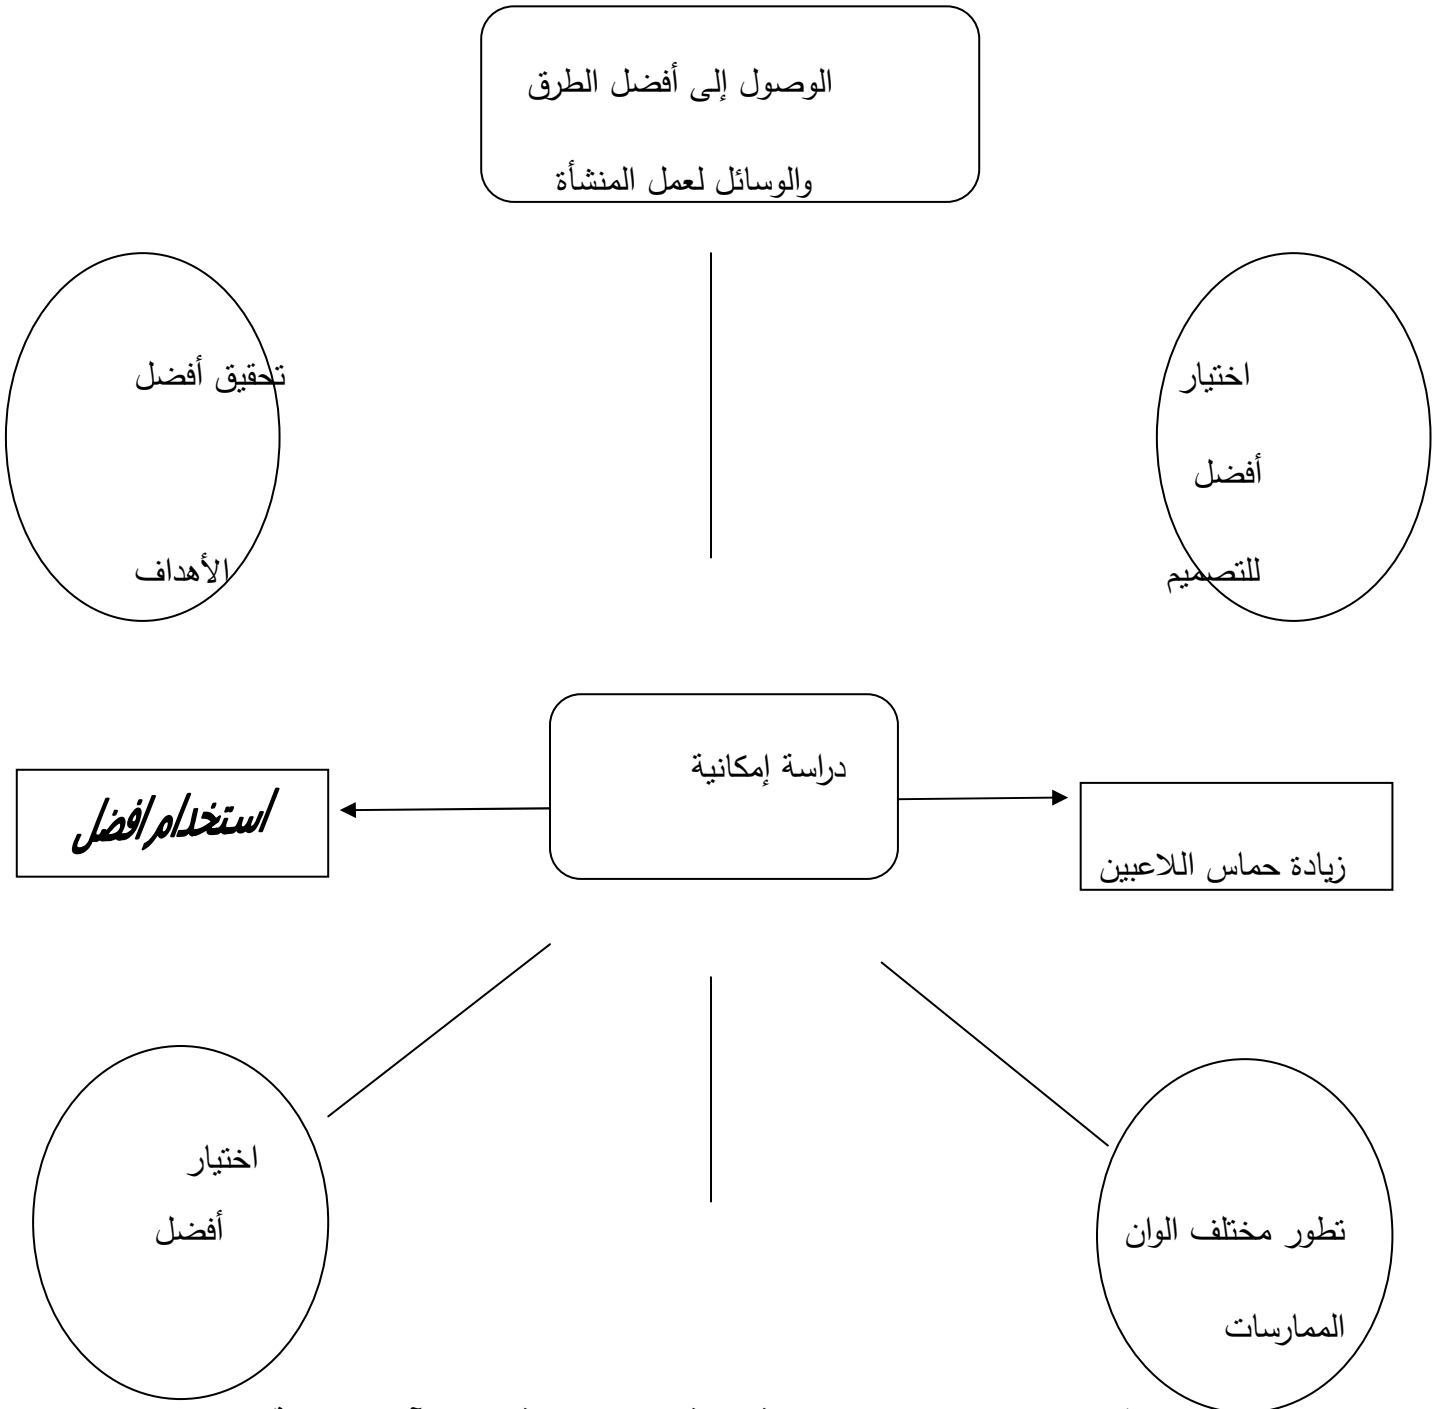 الوصول إلى أفضل الطرق
والوسائل لعمل المنشأة
اختيار
أفضل
للتصميم
تحقيق أفضل
الأهداف
دراسة إمكانية
زيادة حماس اللاعبين
استخدام افضل
تطور مختلف الوان
الممارسات
اختيار
أفضل